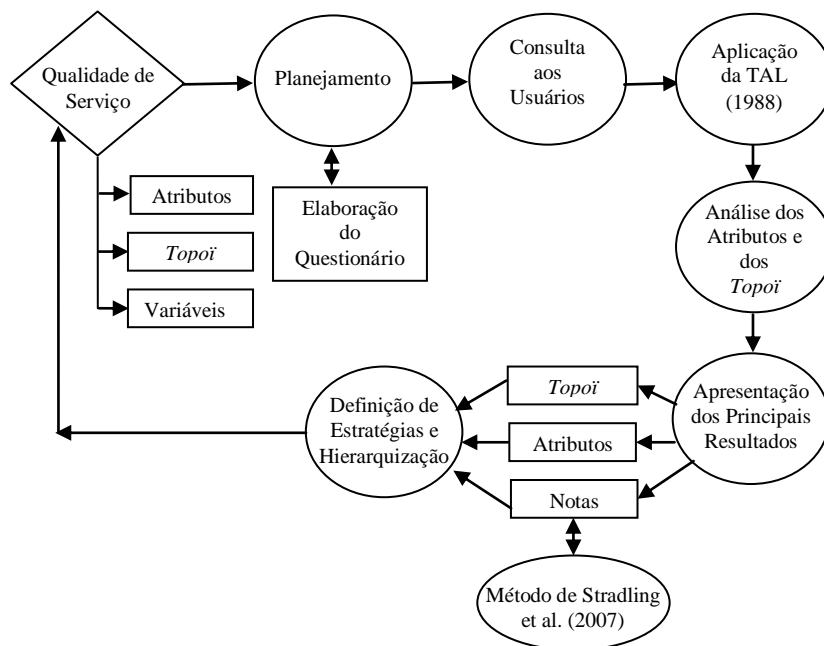 Qualidade de
Serviço
Planejamento
Consulta
aos
Usuários
Aplicação
da TAL
(1988)
Atributos
Topoï
Variáveis
Elaboração
do
Questionário
Análise dos
Atributos e
dos
Topoï
Apresentação
dos Principais
Resultados
Topoï
Atributos
Notas
Definição de
Estratégias e
Hierarquização
Método de Stradling
et al. (2007)